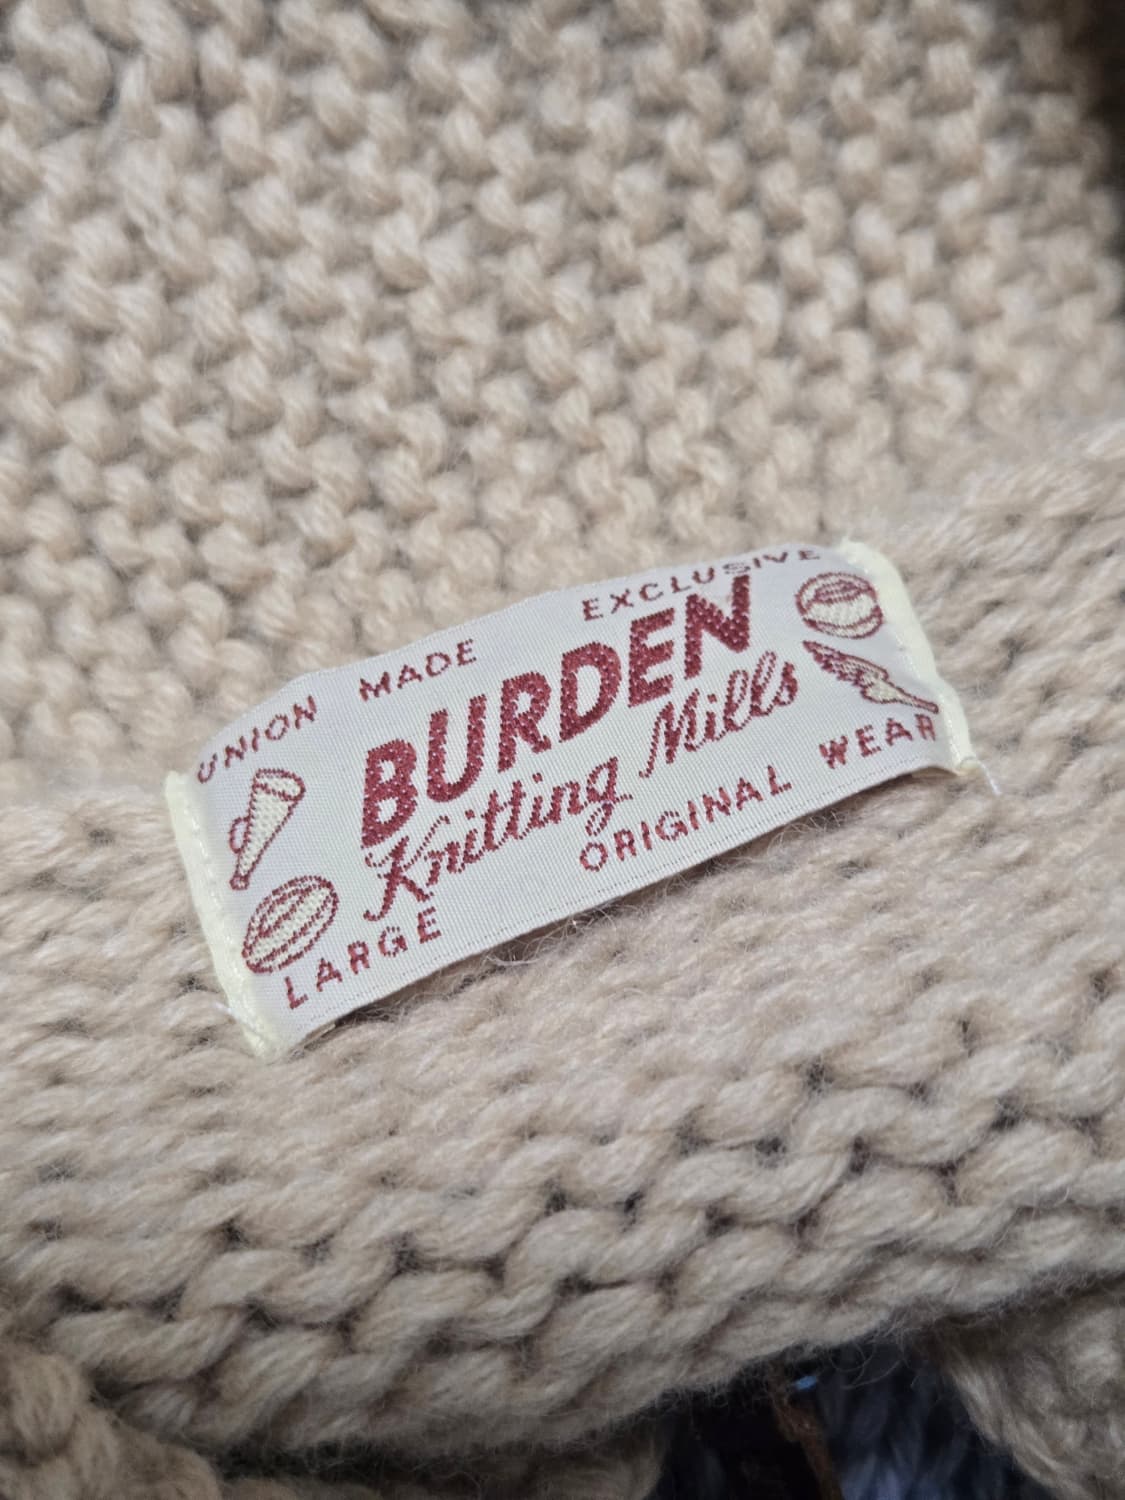 UNION MADE EXCLUSIVE
BURDEN
Knitting Mills
LARGE ORIGINAL WEAR